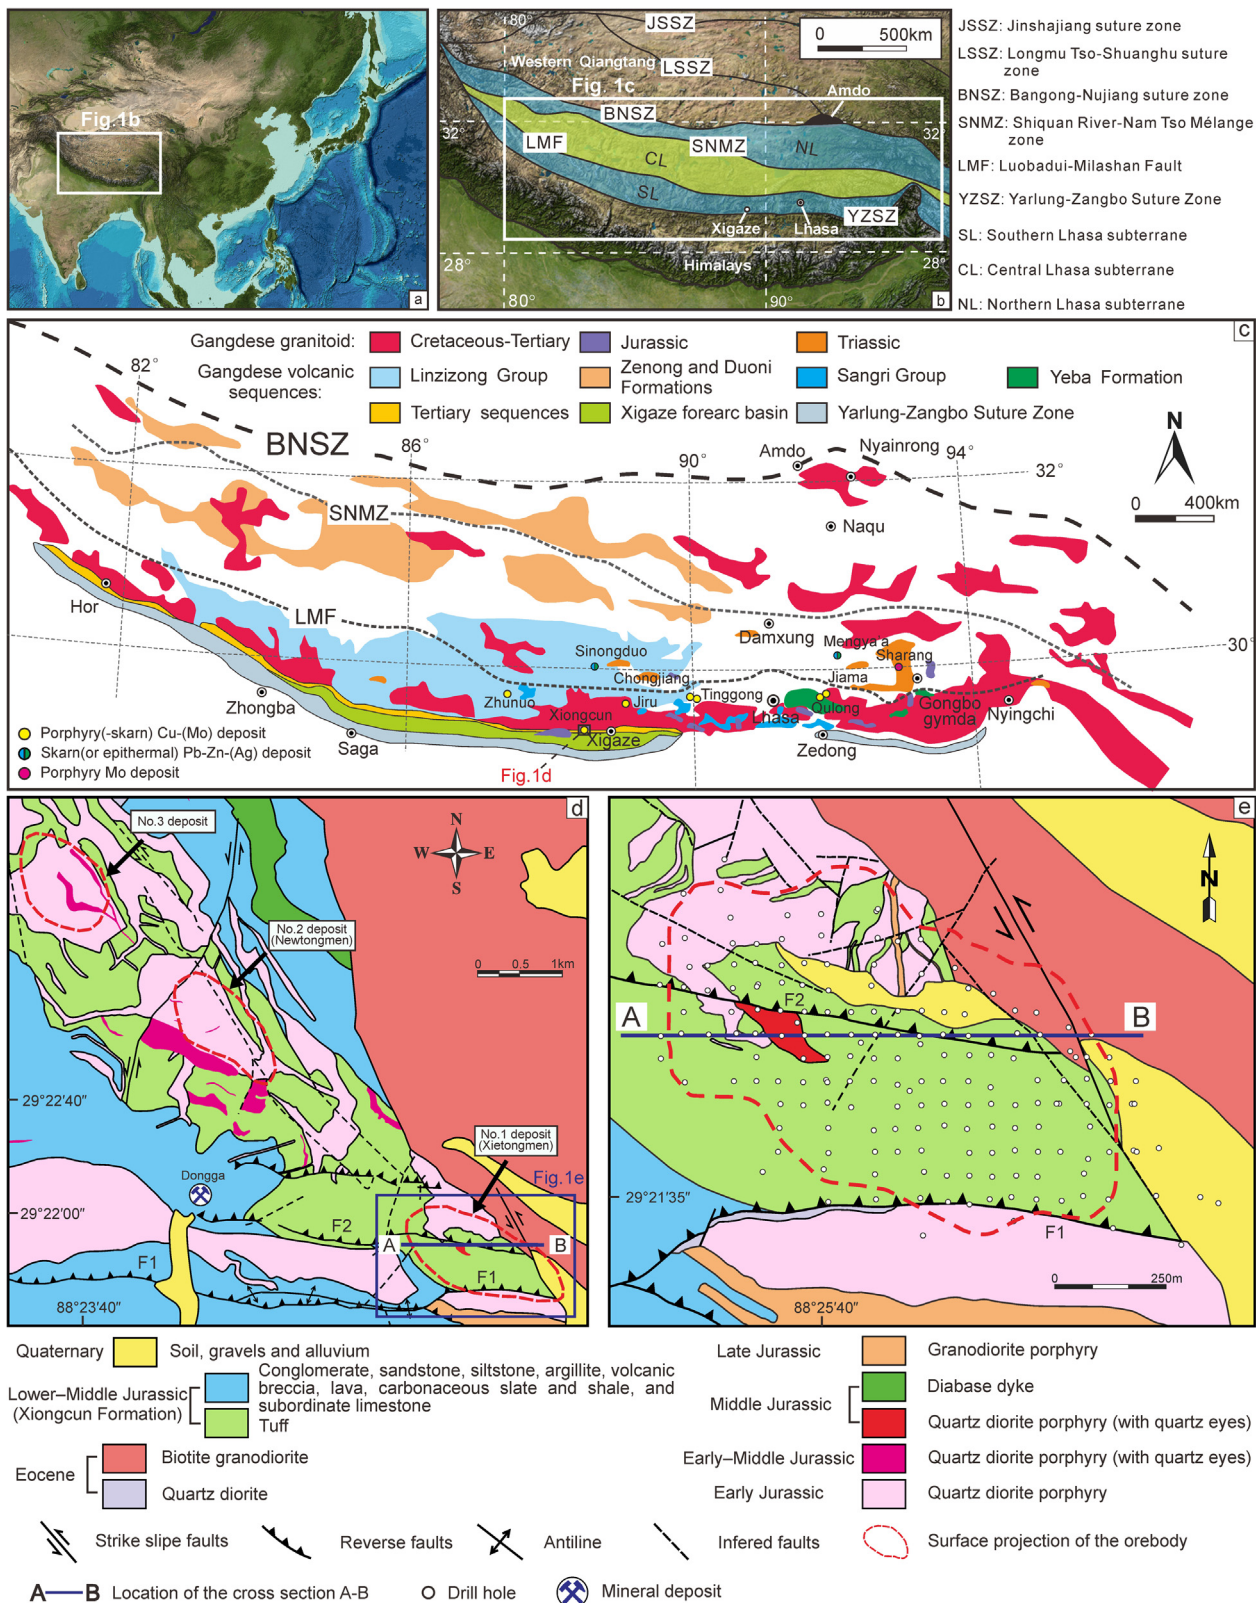 Fig.1b
a
80°
JSSZ
0 500km
Western Qiangtang
LSSZ
Fig. 1c
Amdo
BNSZ
32°
32°
LMF
SNMZ
NL
CL
SL
YZSZ
Xigaze
Lhasa
28°
Himalays
28°
80°
90°
b
JSSZ: Jinshajiang suture zone
LSSZ: Longmu Tso-Shuanghu suture
zone
BNSZ: Bangong-Nujiang suture zone
SNMZ: Shiquan River-Nam Tso Mélange
zone
LMF: Luobadui-Milashan Fault
YZSZ: Yarlung-Zangbo Suture Zone
SL: Southern Lhasa subterrane
CL: Central Lhasa subterrane
NL: Northern Lhasa subterrane
c
Gangdese granitoid:
Cretaceous-Tertiary
Jurassic
Triassic
Gangdese volcanic
sequences:
Linzizong Group
Zenong and Duoni
Formations
Sangri Group
Yeba Formation
Tertiary sequences
Xigaze forearc basin
Yarlung-Zangbo Suture Zone
82°
BNSZ
86°
90°
Amdo
Nyainrong
94°
32°
N
0 400km
SNMZ
Naqu
Hor
LMF
Damxung
Mengya'a
30°
Sinongduo
Sharang
Chongjiang
Zhunuo
Jiru
Tinggong
Jiama
Zhongba
Xiongcun
Lhasa
Qulong
Gongbo
gymda
Nyingchi
Saga
Xigaze
Zedong
Fig.1d
Porphyry(-skarn) Cu-(Mo) deposit
Skarn(or epithermal) Pb-Zn-(Ag) deposit
Porphyry Mo deposit
d
No.3 deposit
N
W E
S
No.2 deposit
(Newtongmen)
0 0.5 1km
29°22′40″
No.1 deposit
(Xietongmen)
Dongga
Fig.1e
29°22′00″
F2
A
B
F1
F1
88°23′40″
e
N
F2
A
B
29°21′35″
F1
0 250m
88°25′40″
Quaternary
Soil, gravels and alluvium
Lower–Middle Jurassic
(Xiongcun Formation)
Conglomerate, sandstone, siltstone, argillite, volcanic
breccia, lava, carbonaceous slate and shale, and
subordinate limestone
Tuff
Eocene
Biotite granodiorite
Quartz diorite
Late Jurassic
Granodiorite porphyry
Middle Jurassic
Diabase dyke
Quartz diorite porphyry (with quartz eyes)
Early–Middle Jurassic
Quartz diorite porphyry (with quartz eyes)
Early Jurassic
Quartz diorite porphyry
Strike slipe faults
Reverse faults
Antiline
Infered faults
Surface projection of the orebody
A B Location of the cross section A-B
Drill hole
Mineral deposit